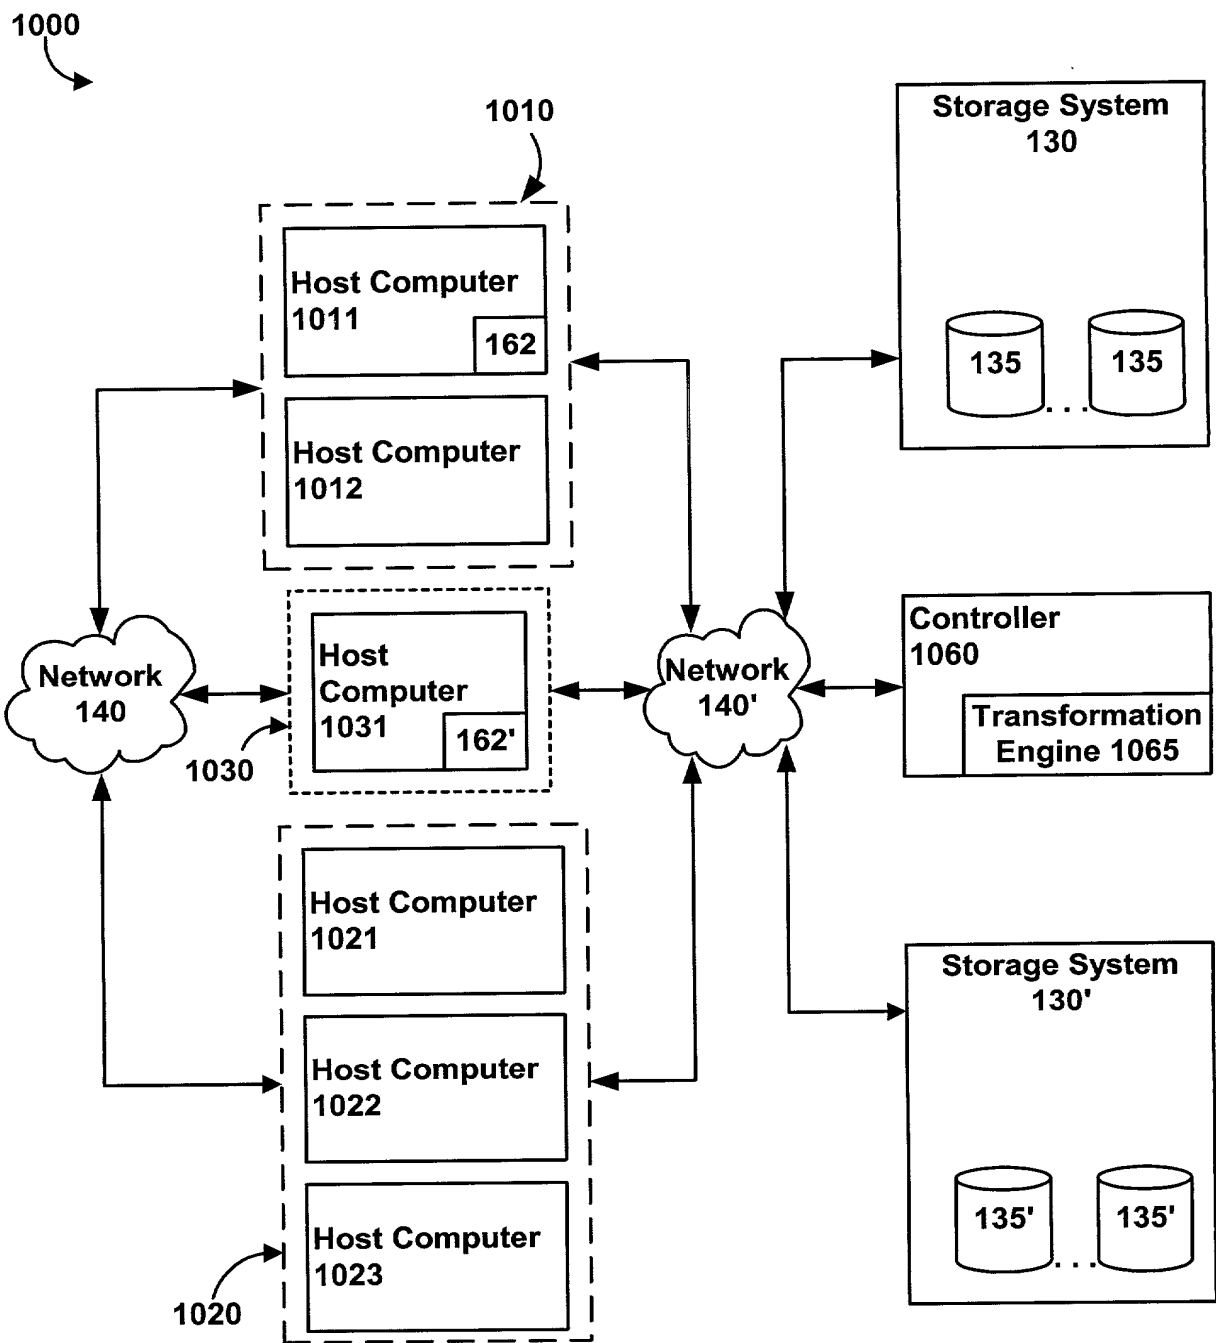 1000
1010
Storage System
130
Host Computer
1011
162
135
135
...
Host Computer
1012
Network
140
Host
Computer
1031
162'
1030
Network
140'
Controller
1060
Transformation
Engine 1065
Host Computer
1021
Host Computer
1022
Host Computer
1023
1020
Storage System
130'
135'
135'
...